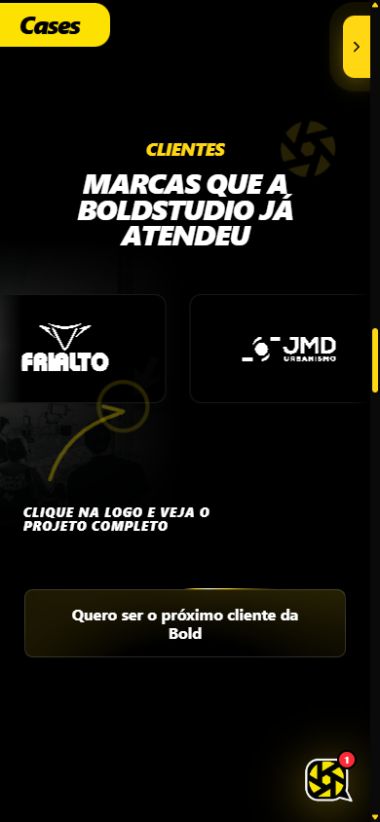 Cases
CLIENTES
MARCAS QUE A
BOLDSTUDIO JÁ
ATENDEU
FRIALTO
JMD
URBANISMO
CLIQUE NA LOGO E VEJA O
PROJETO COMPLETO
Quero ser o próximo cliente da
Bold
1